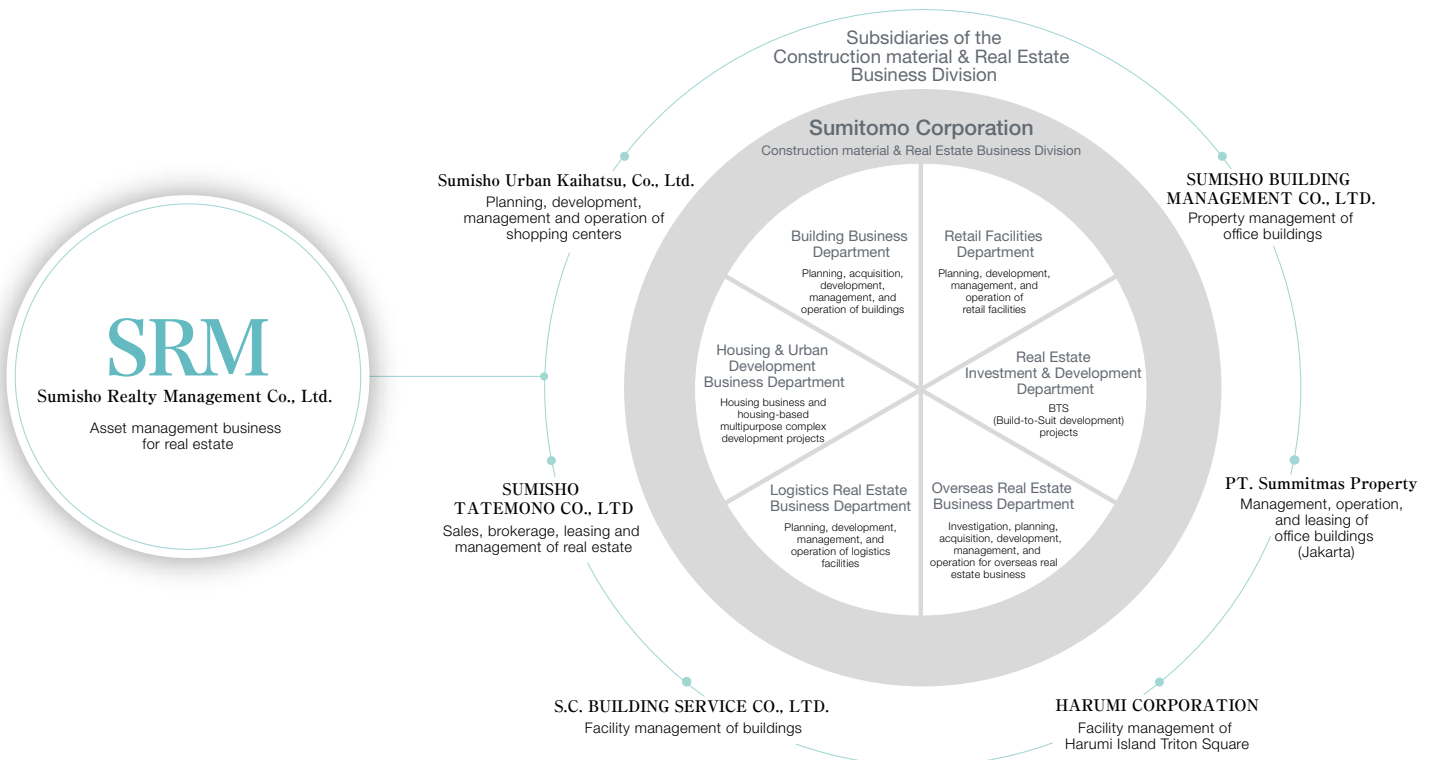 Subsidiaries of the
Construction material & Real Estate
Business Division
Sumitomo Corporation
Construction material & Real Estate Business Division
SRM
Sumisho Realty Management Co., Ltd.
Asset management business
for real estate
Sumisho Urban Kaihatsu, Co., Ltd.
Planning, development,
management and operation of
shopping centers
SUMISHO
TATEMONO CO., LTD
Sales, brokerage, leasing and
management of real estate
S.C. BUILDING SERVICE CO., LTD.
Facility management of buildings
Building Business
Department
Planning, acquisition,
development,
management, and
operation of buildings
Retail Facilities
Department
Planning, development,
management, and
operation of
retail facilities
Housing & Urban
Development
Business Department
Housing business and
housing-based
multipurpose complex
development projects
Real Estate
Investment & Development
Department
BTS
(Build-to-Suit development)
projects
Logistics Real Estate
Business Department
Planning, development,
management, and
operation of logistics
facilities
Overseas Real Estate
Business Department
Investigation, planning,
acquisition, development,
management, and
operation for overseas real
estate business
SUMISHO BUILDING
MANAGEMENT CO., LTD.
Property management of
office buildings
PT. Summitmas Property
Management, operation,
and leasing of
office buildings
(Jakarta)
HARUMI CORPORATION
Facility management of
Harumi Island Triton Square